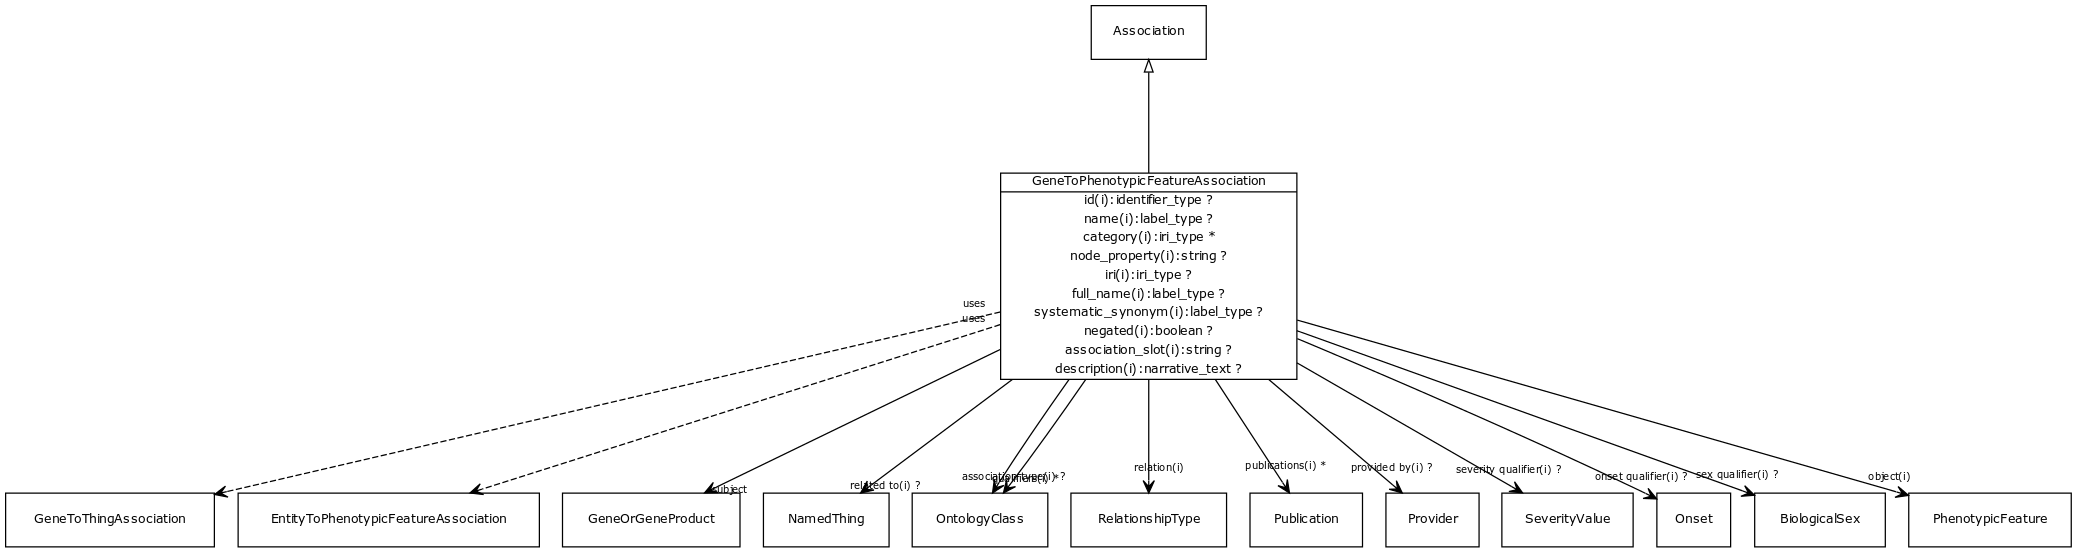 Association
GeneToPhenotypicFeatureAssociation
id(i):identifier_type ?
name(i):label_type ?
category(i):iri_type *
node_property(i):string ?
iri(i):iri_type ?
full_name(i):label_type ?
systematic_synonym(i):label_type ?
negated(i):boolean ?
association_slot(i):string ?
description(i):narrative_text ?
uses
uses
subject
related to(i) ?
association type(i) ?
qualifiers(i) *
relation(i)
publications(i) *
provided by(i) ?
severity qualifier(i) ?
onset qualifier(i) ?
sex qualifier(i) ?
object(i)
GeneToThingAssociation
EntityToPhenotypicFeatureAssociation
GeneOrGeneProduct
NamedThing
OntologyClass
RelationshipType
Publication
Provider
SeverityValue
Onset
BiologicalSex
PhenotypicFeature